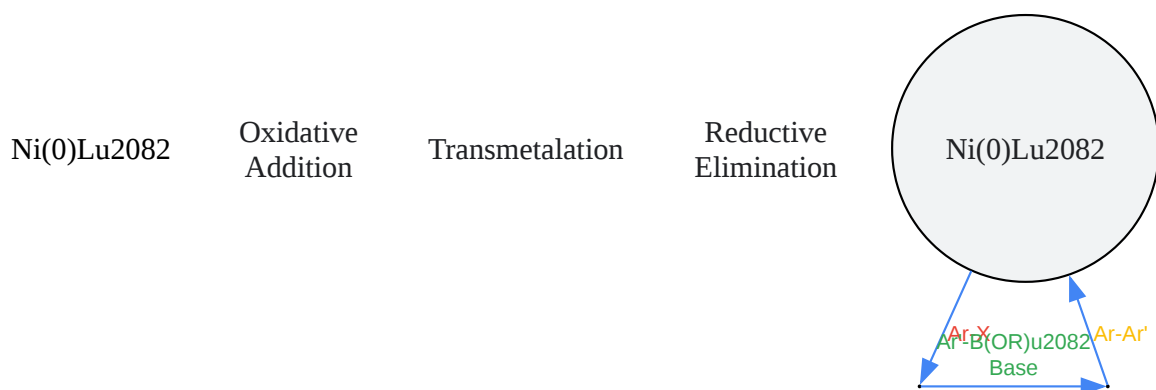 Ni(0)Lu2082
Oxidative
Addition
Transmetalation
Reductive
Elimination
Ni(0)Lu2082
Ar-X
Ar'-B(OR)u2082
Base
Ar-Ar'